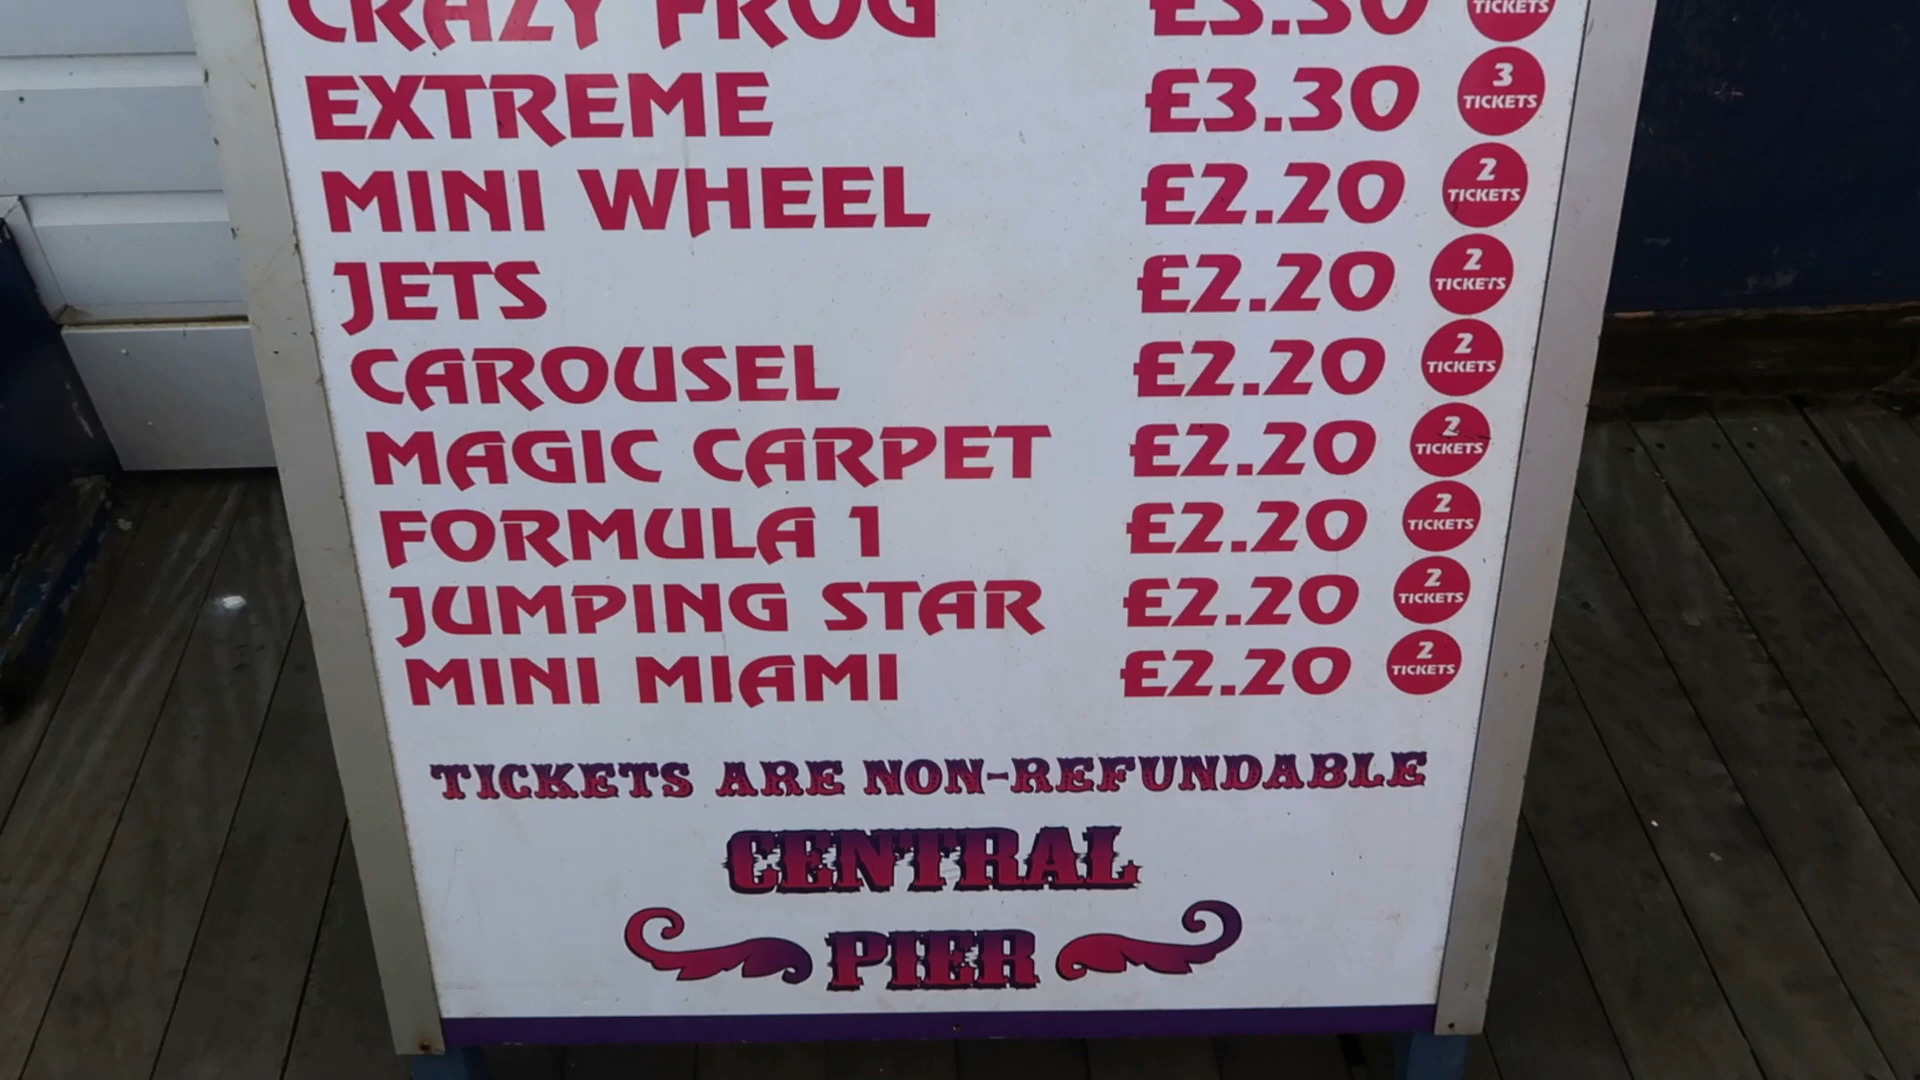 CRAZY FROG £3.30 TICKETS
EXTREME £3.30 3 TICKETS
MINI WHEEL £2.20 2 TICKETS
JETS £2.20 2 TICKETS
CAROUSEL £2.20 2 TICKETS
MAGIC CARPET £2.20 2 TICKETS
FORMULA 1 £2.20 2 TICKETS
JUMPING STAR £2.20 2 TICKETS
MINI MIAMI £2.20 2 TICKETS
TICKETS ARE NON-REFUNDABLE
CENTRAL
PIER